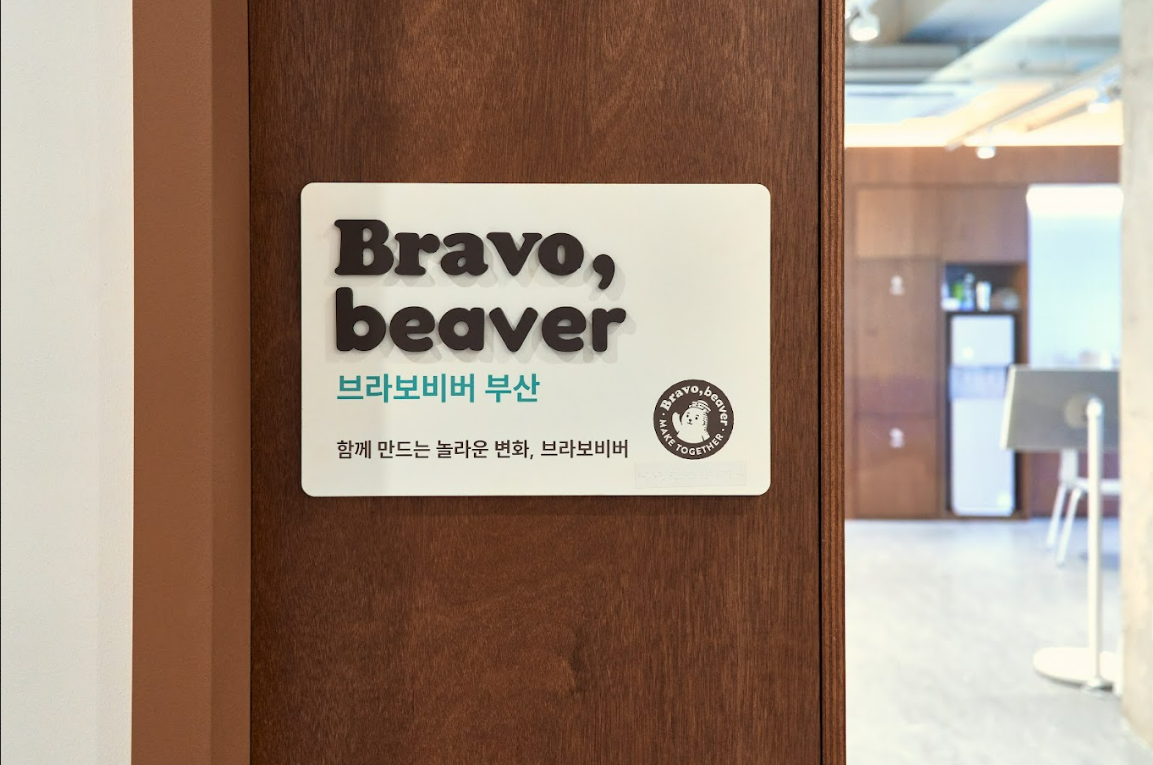 Bravo,
beaver
브라보비버 부산
함께 만드는 놀라운 변화, 브라보비버
Bravo, beaver
MAKE TOGETHER